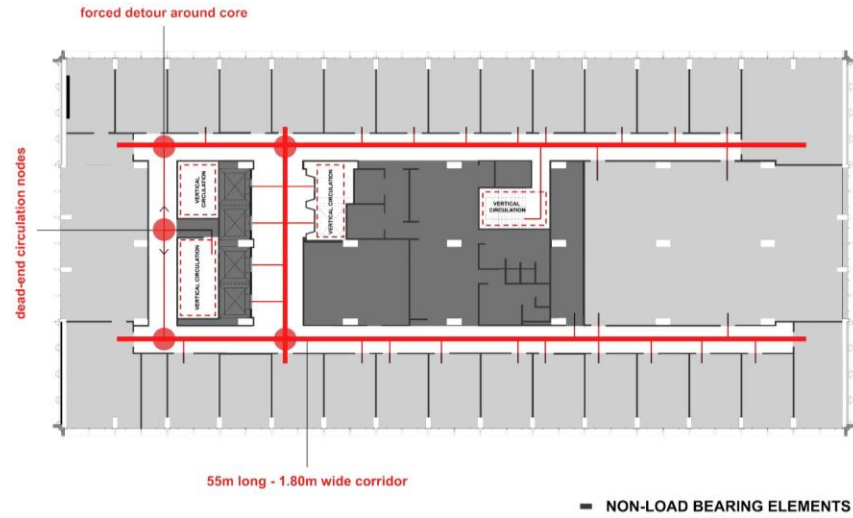 forced detour around core
dead-end circulation nodes
VERTICAL
CIRCULATION
VERTICAL CIRCULATION
VERTICAL CIRCULATION
VERTICAL
CIRCULATION
55m long - 1.80m wide corridor
NON-LOAD BEARING ELEMENTS